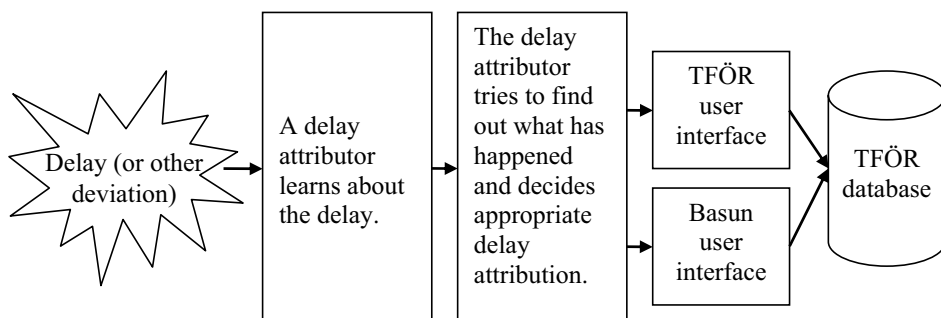 Delay (or other
deviation)
A delay
attributor
learns about
the delay.
The delay
attributor
tries to find
out what has
happened
and decides
appropriate
delay
attribution.
TFÖR
user
interface
Basun
user
interface
TFÖR
database